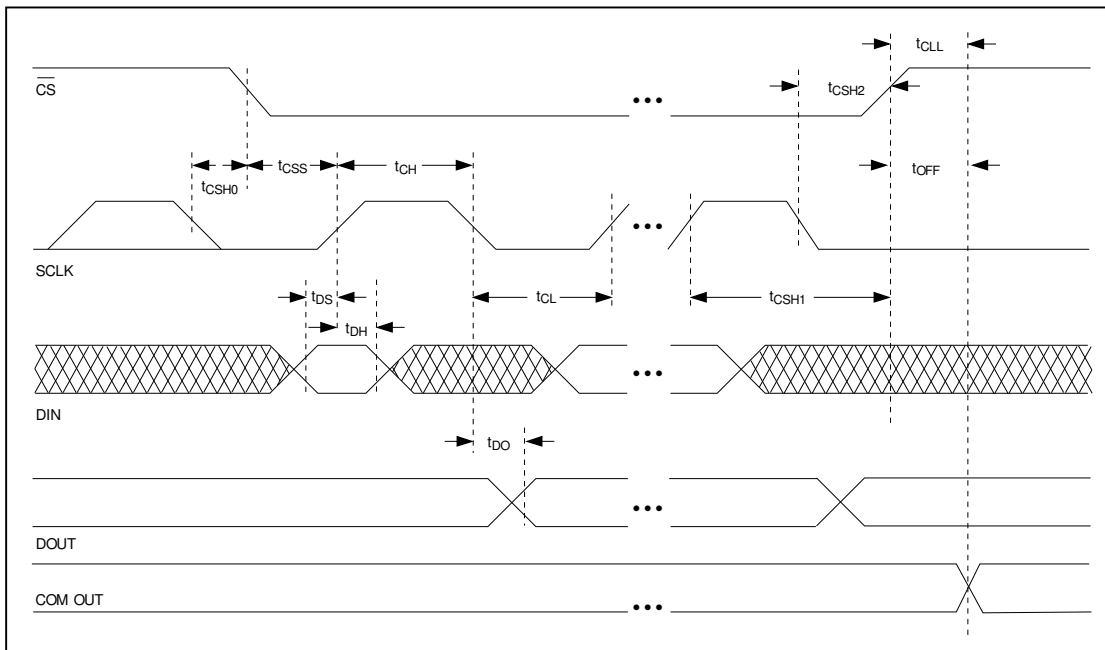 tCLL
CS
tCSH2
•••
tCSS
tCH
tOFF
tCSH0
•••
SCLK
tDS
tCL
tCSH1
tDH
•••
DIN
tDO
•••
DOUT
COM OUT
•••